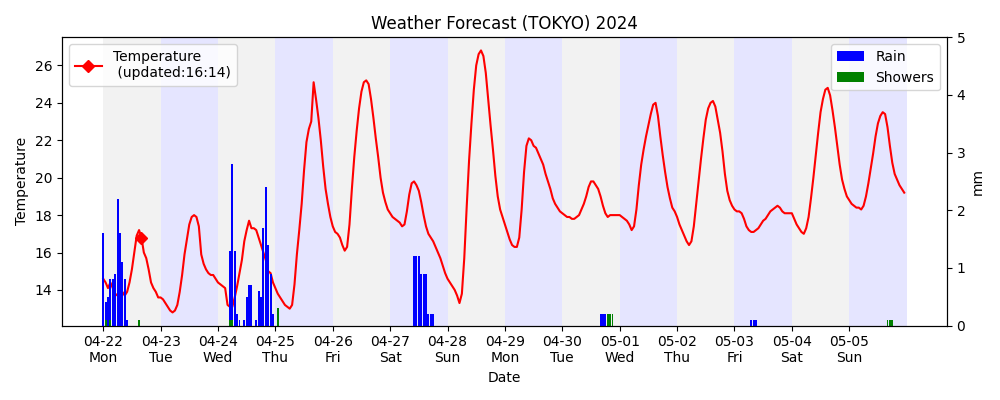 Weather Forecast (TOKYO) 2024
Temperature
(updated:16:14)
Rain
Showers
Temperature
26
24
22
20
18
16
14
5
4
3
2
1
0
mm
04-22 04-23 04-24 04-25 04-26 04-27 04-28 04-29 04-30 05-01 05-02 05-03 05-04 05-05
Mon Tue Wed Thu Fri Sat Sun Mon Tue Wed Thu Fri Sat Sun
Date